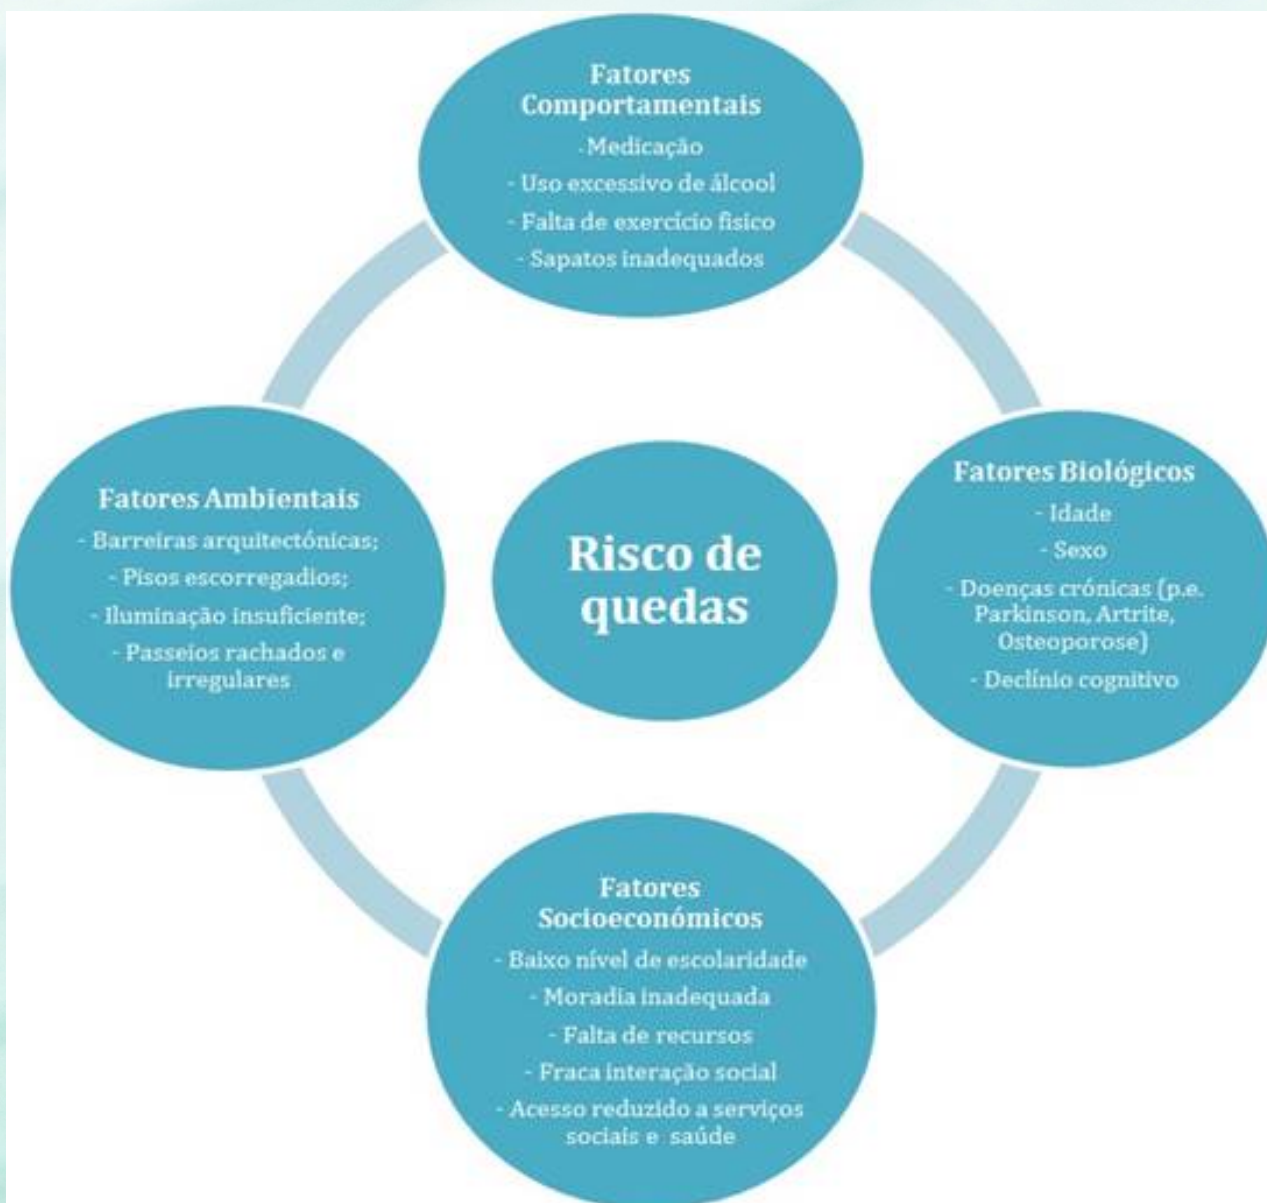 Fatores
Comportamentais
- Medicação
- Uso excessivo de álcool
- Falta de exercício fisico
- Sapatos inadequados
Fatores Ambientais
- Barreiras arquitectónicas;
- Pisos escorregadios;
- Iluminação insuficiente;
- Passeios rachados e
irregulares
Risco de
quedas
Fatores Biológicos
- Idade
- Sexo
- Doenças crónicas (p.e.
Parkinson, Artrite,
Osteoporose)
- Declínio cognitivo
Fatores
Socioeconómicos
- Baixo nível de escolaridade
- Moradia inadequada
- Falta de recursos
- Fraca interação social
- Acesso reduzido a serviços
sociais e saúde